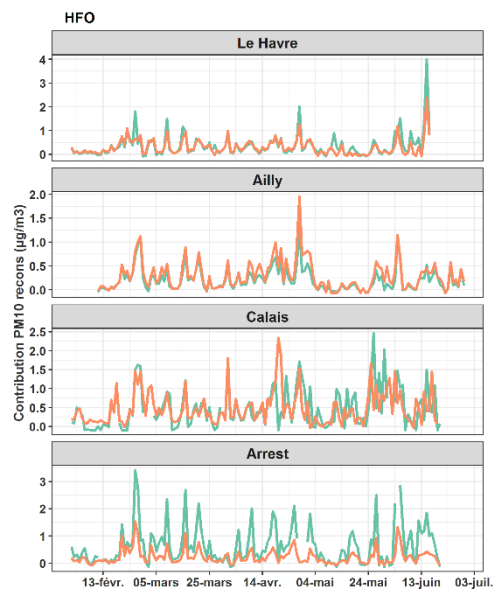 HFO
Le Havre
4
3
2
1
0
Ailly
2.0
1.5
1.0
0.5
0.0
Calais
2.5
2.0
1.5
1.0
0.5
0.0
Arrest
3
2
1
0
Contribution PM10 recons (µg/m3)
13-févr. 05-mars 25-mars 14-avr. 04-mai 24-mai 13-juin 03-juil.